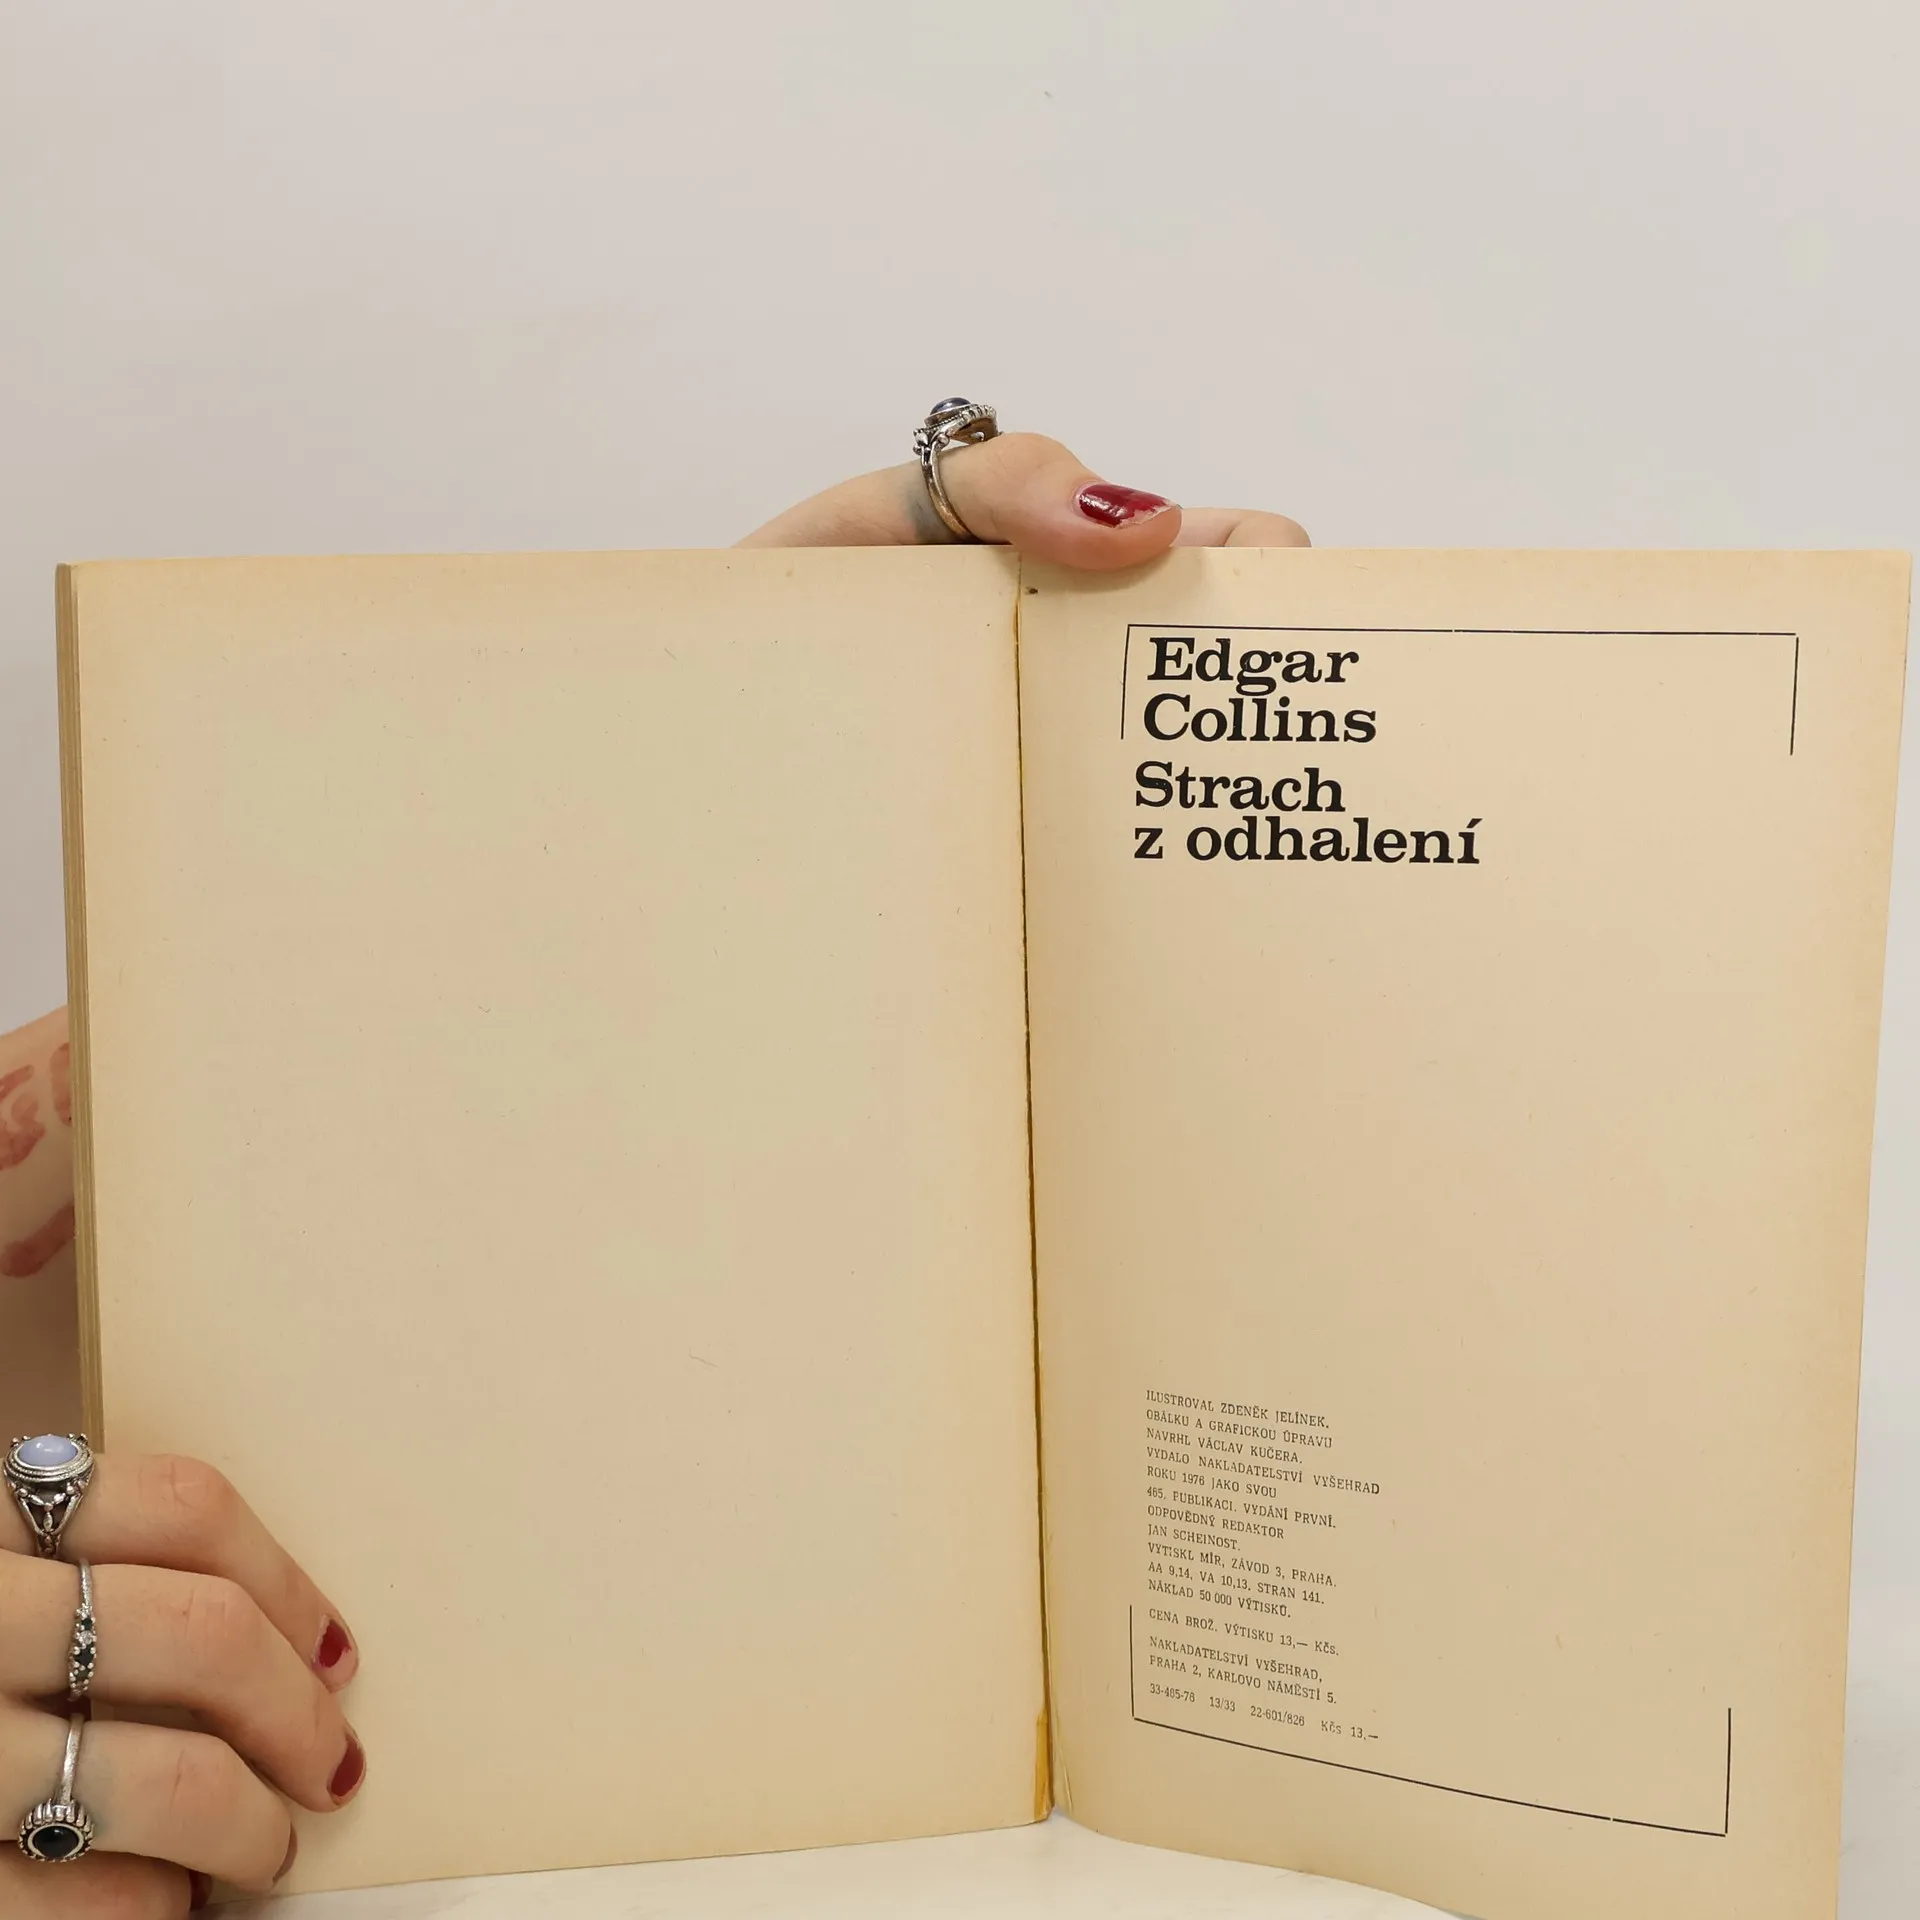 Edgar
Collins
Strach
z odhalení
ILUSTROVAL ZDENĚK JELÍNEK.
OBÁLKU A GRAFICKOU ÚPRAVU
NAVRHL VÁCLAV KUČERA.
VYDALO NAKLADATELSTVÍ VYŠEHRAD
ROKU 1976 JAKO SVOU
465. PUBLIKACI. VYDÁNÍ PRVNÍ.
ODPOVĚDNÝ REDAKTOR
JAN SCHEINOST.
VYTISKL MÍR, ZÁVOD 3, PRAHA.
AA 9,14, VA 10,13. STRAN 141.
NÁKLAD 50 000 VÝTISKŮ.
CENA BROŽ. VÝTISKU 13,— Kčs.
NAKLADATELSTVÍ VYŠEHRAD,
PRAHA 2, KARLOVO NÁMĚSTÍ 5.
33-465-76 13/33 22-601/826 Kčs 13,—